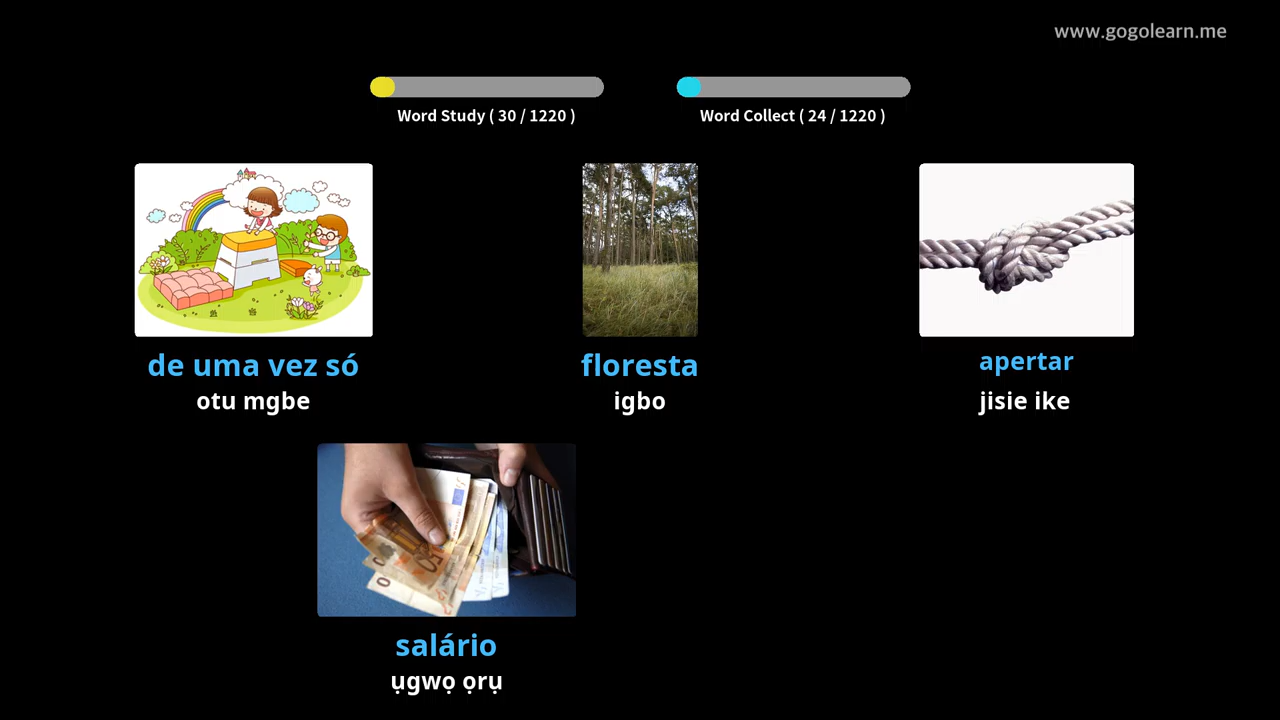 www.gogolearn.me
Word Study ( 30 / 1220 )
Word Collect ( 24 / 1220 )
de uma vez só
otu mgbe
floresta
igbo
apertar
jisie ike
salário
ụgwọ ọrụ